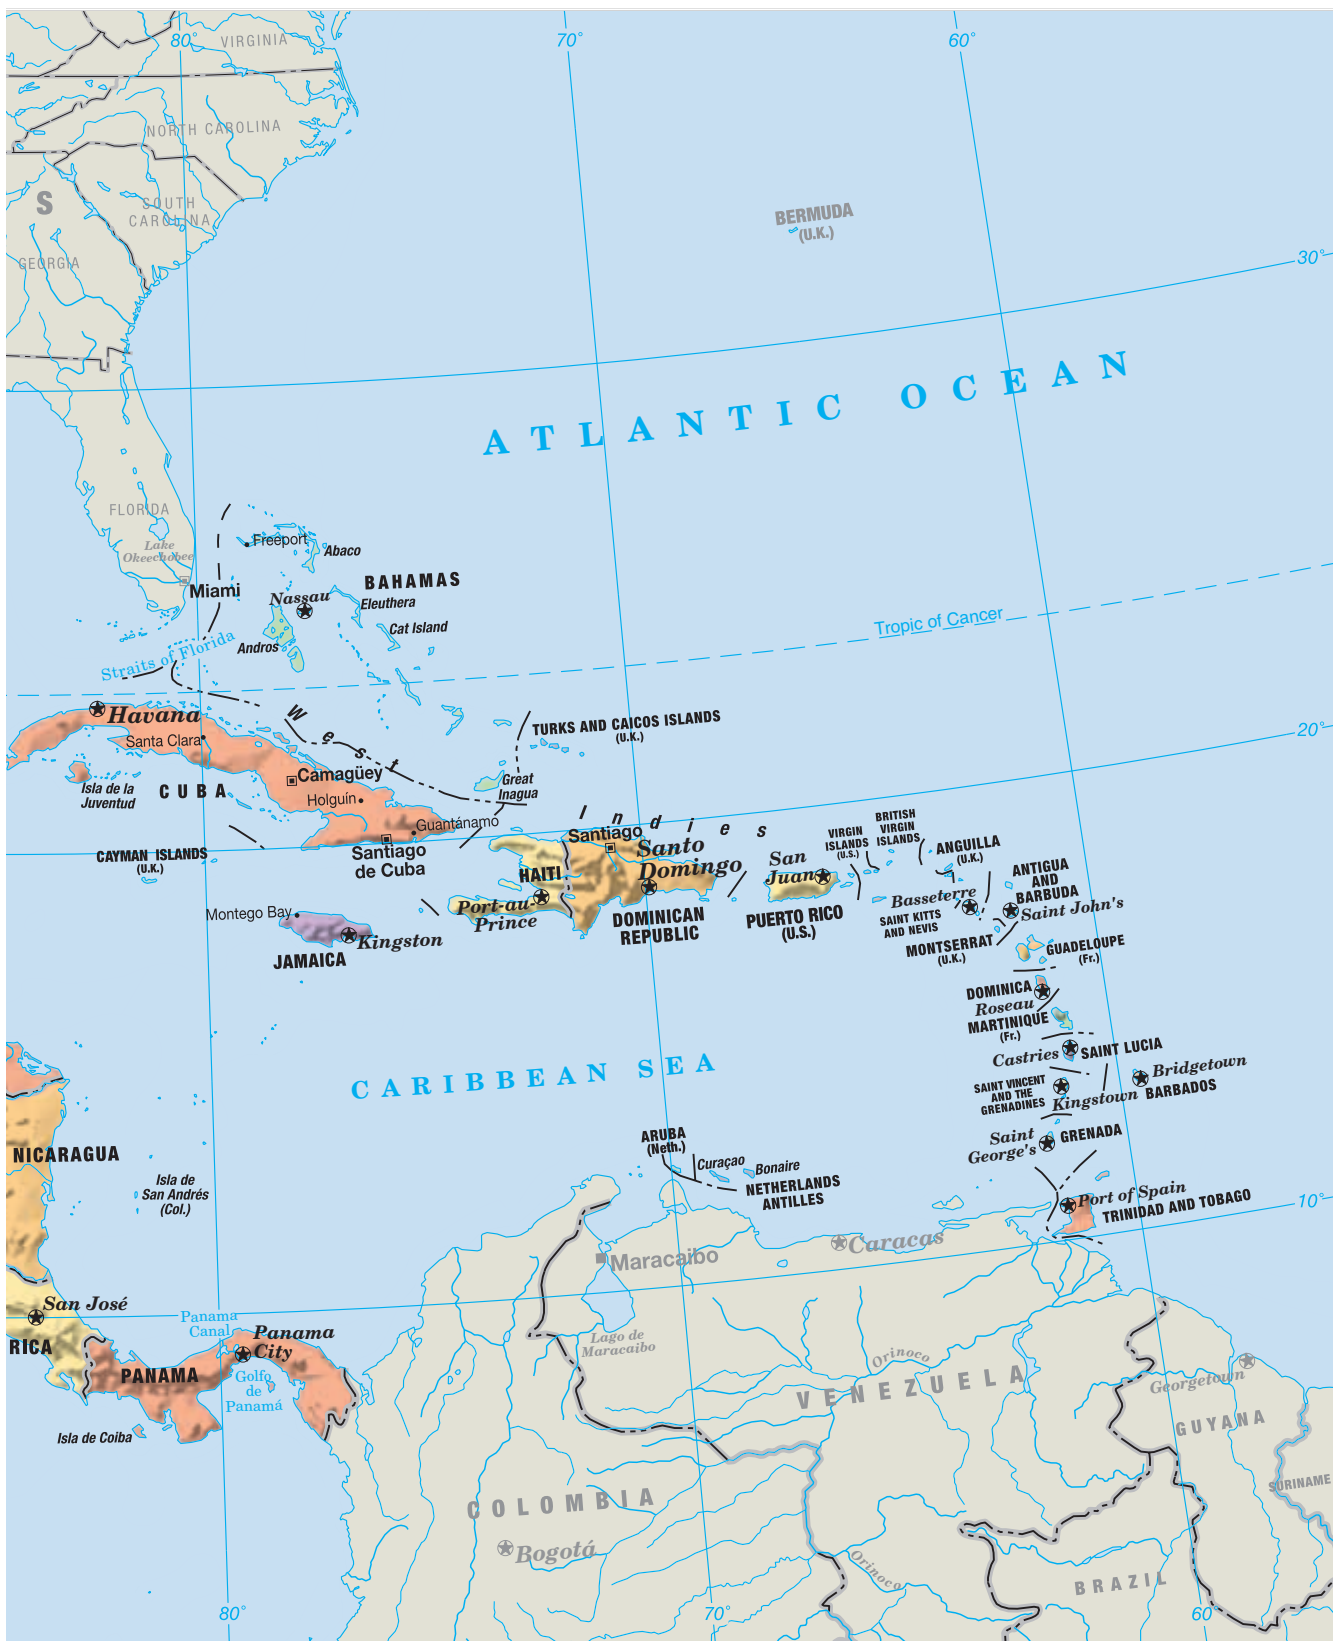 80°
70°
60°
VIRGINIA
NORTH CAROLINA
S
SOUTH
CAROLINA
GEORGIA
BERMUDA
(U.K.)
30°
ATLANTIC OCEAN
FLORIDA
Lake
Okeechobee
Miami
Freeport
Abaco
BAHAMAS
Nassau
Eleuthera
Cat Island
Andros
Straits of Florida
Tropic of Cancer
Havana
Santa Clara
West
TURKS AND CAICOS ISLANDS
(U.K.)
20°
Isla de la
Juventud
CUBA
Camagüey
Holguín
Great
Inagua
Guantánamo
Indies
Santiago
de Cuba
CAYMAN ISLANDS
(U.K.)
Santiago
Santo
Domingo
HAITI
Port-au-
Prince
DOMINICAN
REPUBLIC
San
Juan
PUERTO RICO
(U.S.)
VIRGIN
ISLANDS
(U.S.)
BRITISH
VIRGIN
ISLANDS
ANGUILLA
(U.K.)
ANTIGUA
AND
BARBUDA
Saint John's
Basseterre
SAINT KITTS
AND NEVIS
MONTSERRAT
(U.K.)
GUADELOUPE
(Fr.)
Montego Bay
Kingston
JAMAICA
DOMINICA
Roseau
MARTINIQUE
(Fr.)
Castries
SAINT LUCIA
CARIBBEAN SEA
SAINT VINCENT
AND THE
GRENADINES
Kingstown
Bridgetown
BARBADOS
Saint
George's
GRENADA
ARUBA
(Neth.)
Curaçao
Bonaire
NETHERLANDS
ANTILLES
NICARAGUA
Isla de
San Andrés
(Col.)
Port of Spain
TRINIDAD AND TOBAGO
10°
Maracaibo
Caracas
San José
RICA
Panama
Canal
Panama
City
PANAMA
Golfo
de
Panamá
Isla de Coiba
Lago de
Maracaibo
Orinoco
VENEZUELA
Georgetown
GUYANA
SURINAME
COLOMBIA
Bogotá
Orinoco
BRAZIL
80°
70°
60°